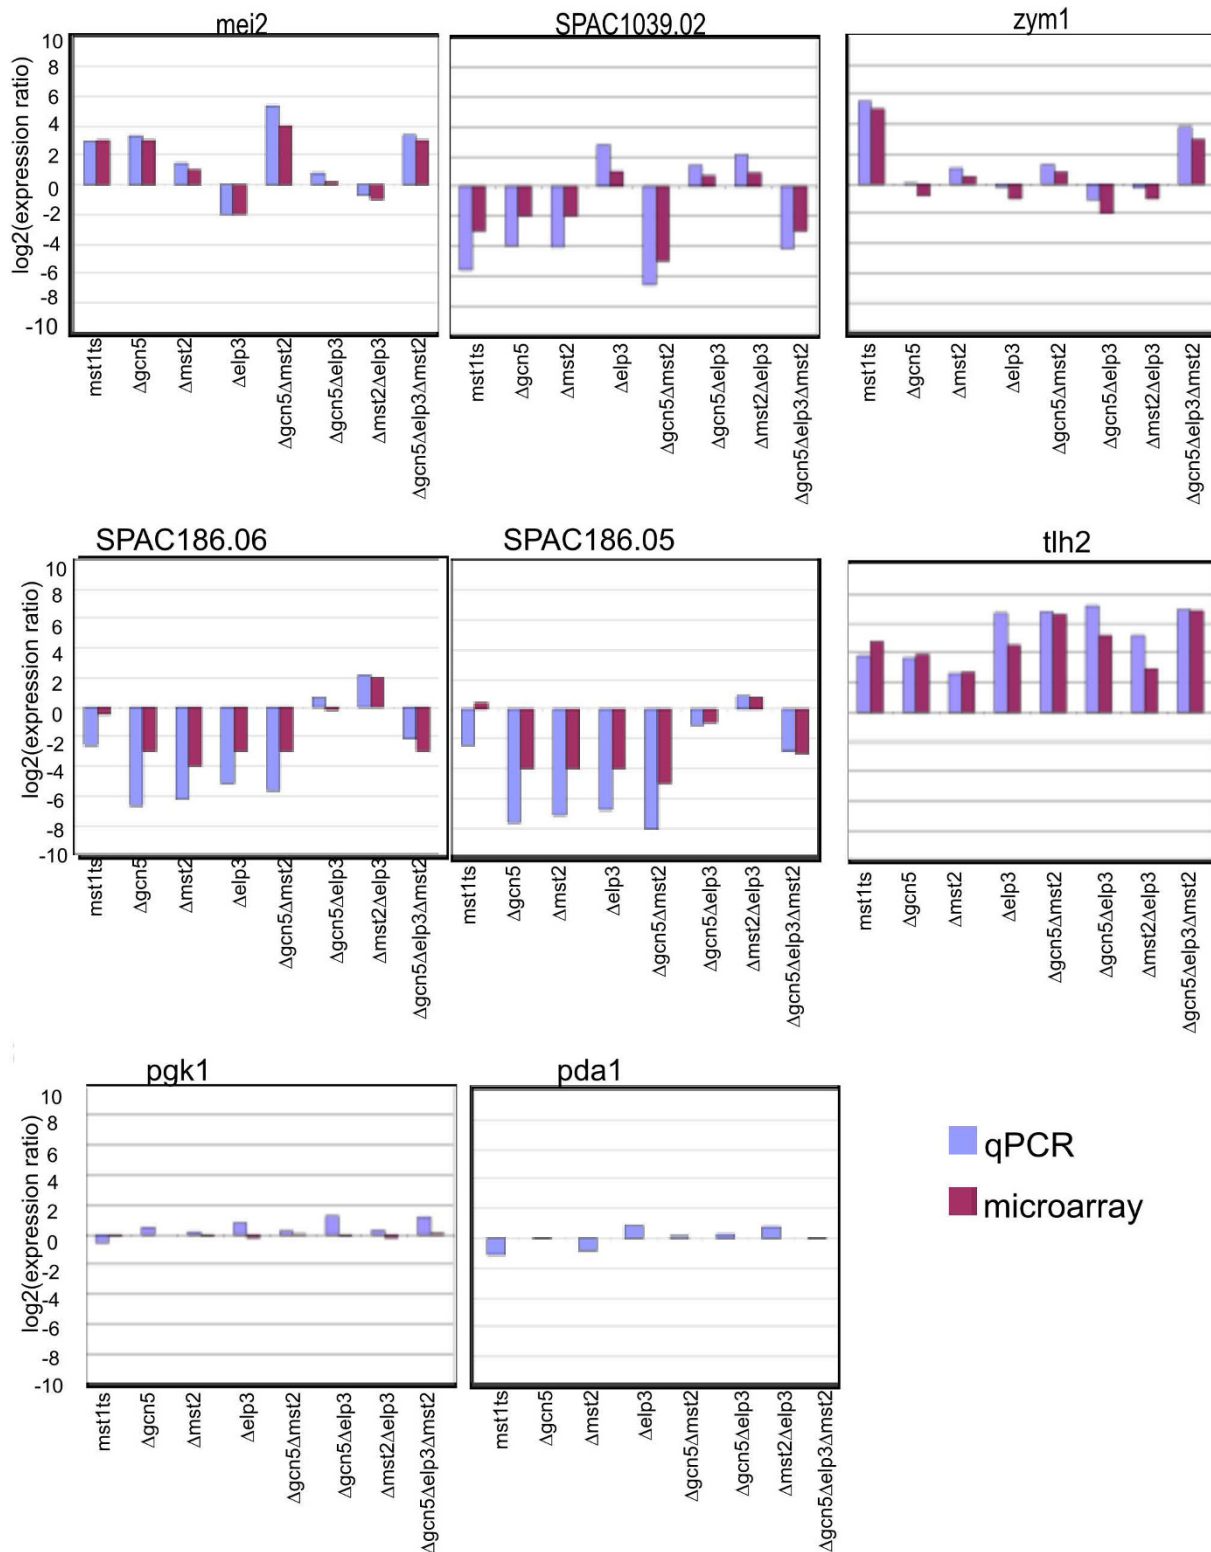 mei2
SPAC1039.02
zym1
log2(expression ratio)
10
8
6
4
2
0
-2
-4
-6
-8
-10
mst1ts
Δgcn5
Δmst2
Δelp3
Δgcn5Δmst2
Δgcn5Δelp3
Δmst2Δelp3
Δgcn5Δelp3Δmst2
mst1ts
Δgcn5
Δmst2
Δelp3
Δgcn5Δmst2
Δgcn5Δelp3
Δmst2Δelp3
Δgcn5Δelp3Δmst2
mst1ts
Δgcn5
Δmst2
Δelp3
Δgcn5Δmst2
Δgcn5Δelp3
Δmst2Δelp3
Δgcn5Δelp3Δmst2
SPAC186.06
SPAC186.05
tlh2
log2(expression ratio)
10
8
6
4
2
0
-2
-4
-6
-8
-10
mst1ts
Δgcn5
Δmst2
Δelp3
Δgcn5Δmst2
Δgcn5Δelp3
Δmst2Δelp3
Δgcn5Δelp3Δmst2
mst1ts
Δgcn5
Δmst2
Δelp3
Δgcn5Δmst2
Δgcn5Δelp3
Δmst2Δelp3
Δgcn5Δelp3Δmst2
mst1ts
Δgcn5
Δmst2
Δelp3
Δgcn5Δmst2
Δgcn5Δelp3
Δmst2Δelp3
Δgcn5Δelp3Δmst2
pgk1
pda1
log2(expression ratio)
10
8
6
4
2
0
-2
-4
-6
-8
-10
mst1ts
Δgcn5
Δmst2
Δelp3
Δgcn5Δmst2
Δgcn5Δelp3
Δmst2Δelp3
Δgcn5Δelp3Δmst2
mst1ts
Δgcn5
Δmst2
Δelp3
Δgcn5Δmst2
Δgcn5Δelp3
Δmst2Δelp3
Δgcn5Δelp3Δmst2
qPCR
microarray